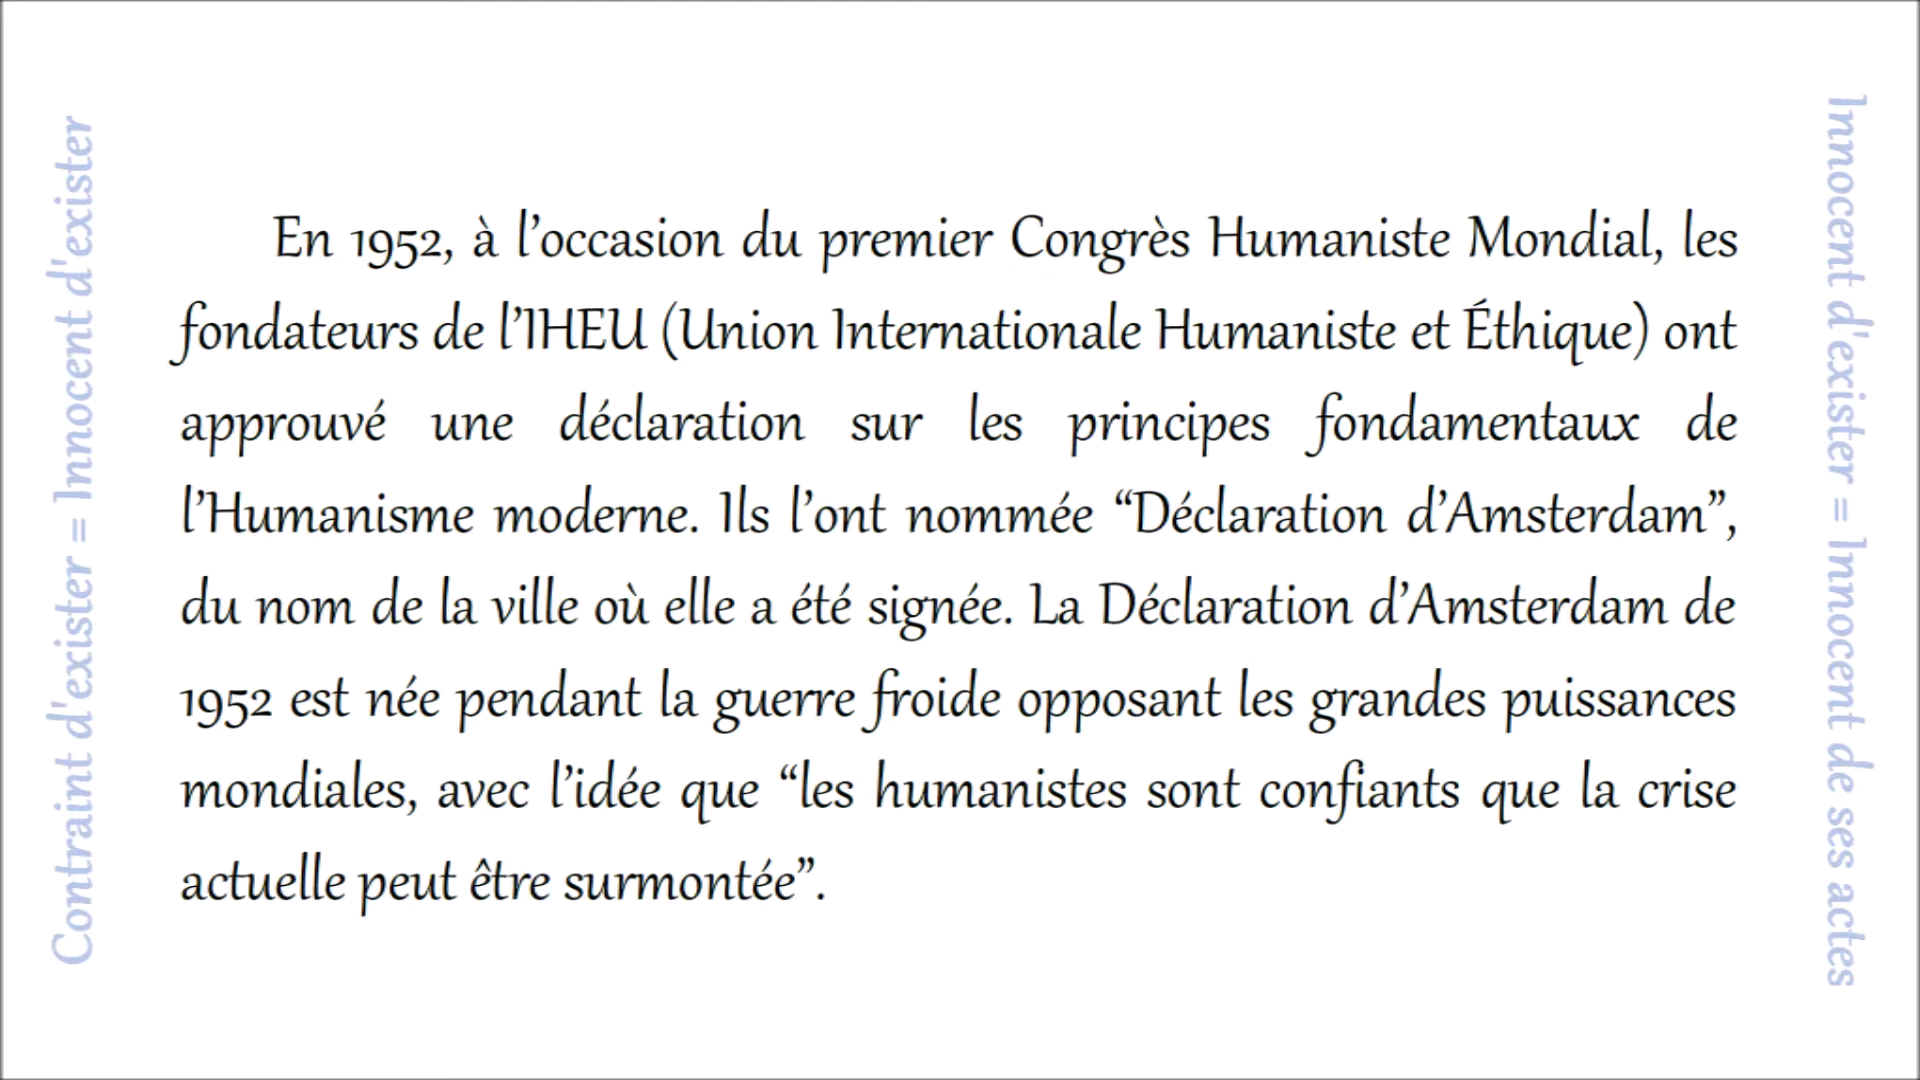 Contraint d'exister = Innocent d'exister
En 1952, à l’occasion du premier Congrès Humaniste Mondial, les
fondateurs de l’IHEU (Union Internationale Humaniste et Éthique) ont
approuvé une déclaration sur les principes fondamentaux de
l’Humanisme moderne. Ils l’ont nommée “Déclaration d’Amsterdam”,
du nom de la ville où elle a été signée. La Déclaration d’Amsterdam de
1952 est née pendant la guerre froide opposant les grandes puissances
mondiales, avec l’idée que “les humanistes sont confiants que la crise
actuelle peut être surmontée”.
Innocent d'exister = Innocent de ses actes